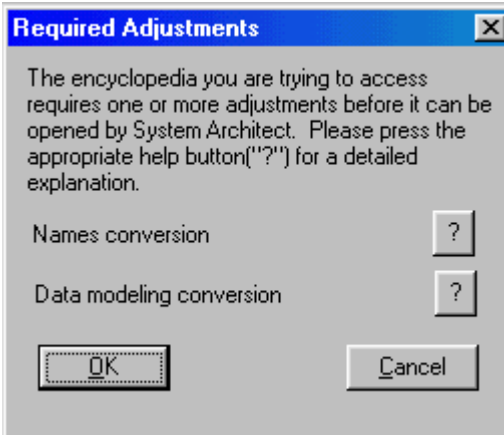 Required Adjustments
The encyclopedia you are trying to access
requires one or more adjustments before it can be
opened by System Architect.  Please press the
appropriate help button("?") for a detailed
explanation.
Names conversion ?
Data modeling conversion ?
OK Cancel